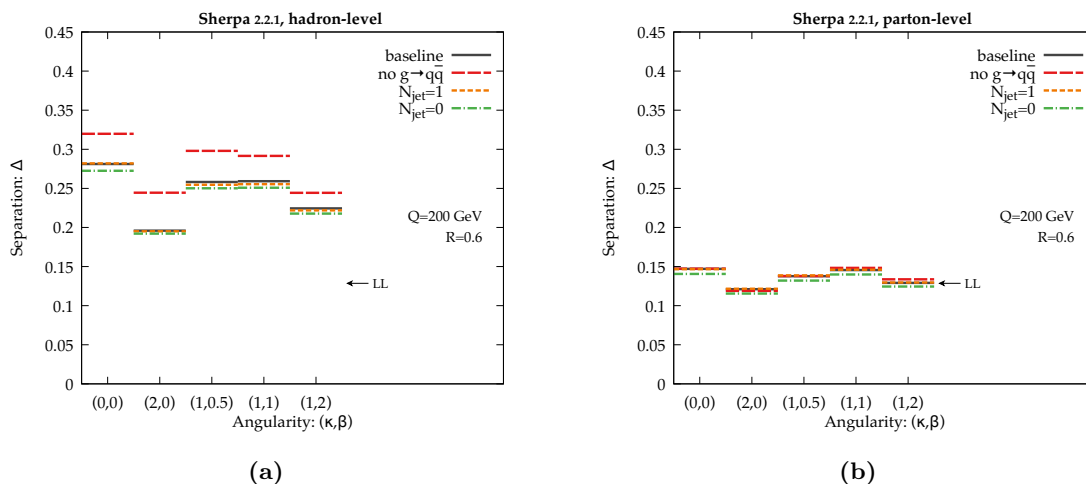 Sherpa 2.2.1, hadron-level
Separation: Δ
0.45
0.4
0.35
0.3
0.25
0.2
0.15
0.1
0.05
0
baseline
no g→qq̅
N_jet=1
N_jet=0
Q=200 GeV
R=0.6
LL
(0,0) (2,0) (1,0.5) (1,1) (1,2)
Angularity: (κ,β)
(a)
Sherpa 2.2.1, parton-level
Separation: Δ
0.45
0.4
0.35
0.3
0.25
0.2
0.15
0.1
0.05
0
baseline
no g→qq̅
N_jet=1
N_jet=0
Q=200 GeV
R=0.6
LL
(0,0) (2,0) (1,0.5) (1,1) (1,2)
Angularity: (κ,β)
(b)